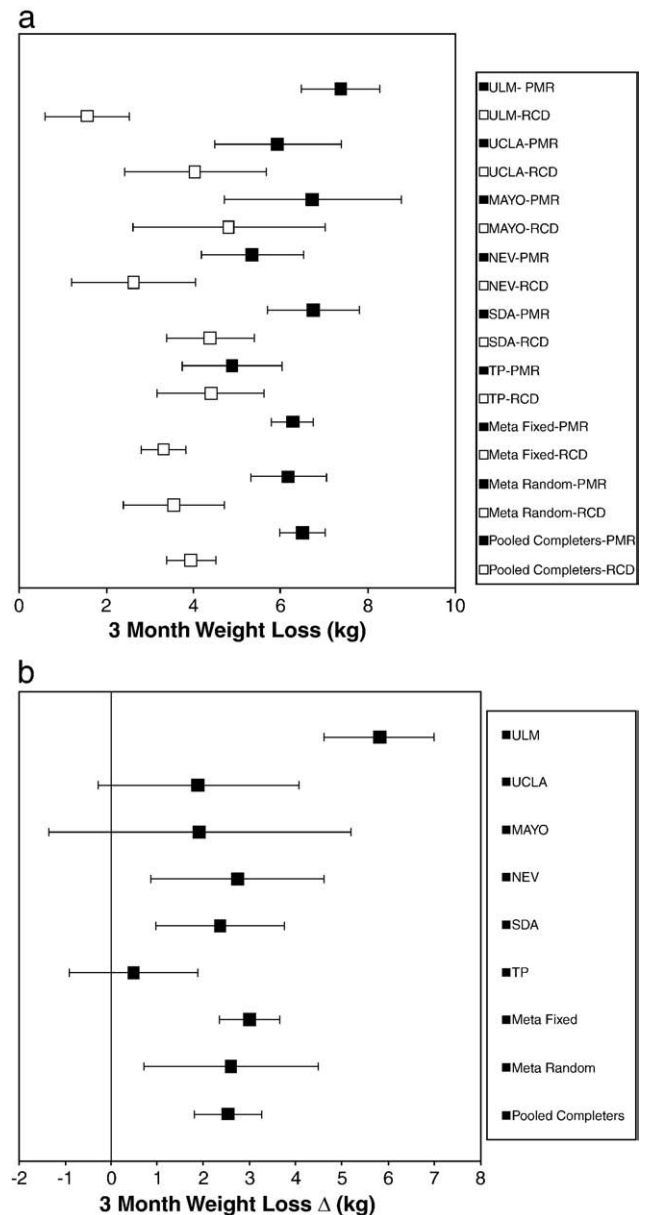 a
ULM- PMR
ULM-RCD
UCLA-PMR
UCLA-RCD
MAYO-PMR
MAYO-RCD
NEV-PMR
NEV-RCD
SDA-PMR
SDA-RCD
TP-PMR
TP-RCD
Meta Fixed-PMR
Meta Fixed-RCD
Meta Random-PMR
Meta Random-RCD
Pooled Completers-PMR
Pooled Completers-RCD
0 2 4 6 8 10
3 Month Weight Loss (kg)
b
ULM
UCLA
MAYO
NEV
SDA
TP
Meta Fixed
Meta Random
Pooled Completers
-2 -1 0 1 2 3 4 5 6 7 8
3 Month Weight Loss Δ (kg)